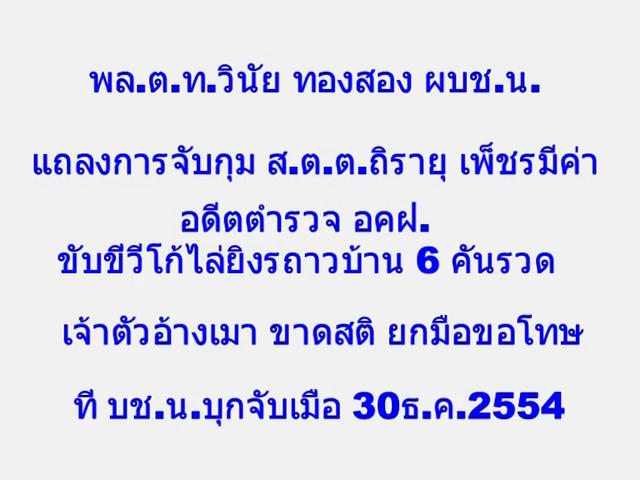 พล.ต.ท.วินัย ทองสอง ผบช.น.
แถลงการจับกุม ส.ต.ต.ถิรายุ เพ็ชรมีค่า
อดีตตำรวจ อคฝ.
ขับขีวีโก้ไล่ยิงรถาวบ้าน 6 คันรวด
เจ้าตัวอ้างเมา ขาดสติ ยกมือขอโทษ
ที บช.น.บุกจับเมือ 30ธ.ค.2554